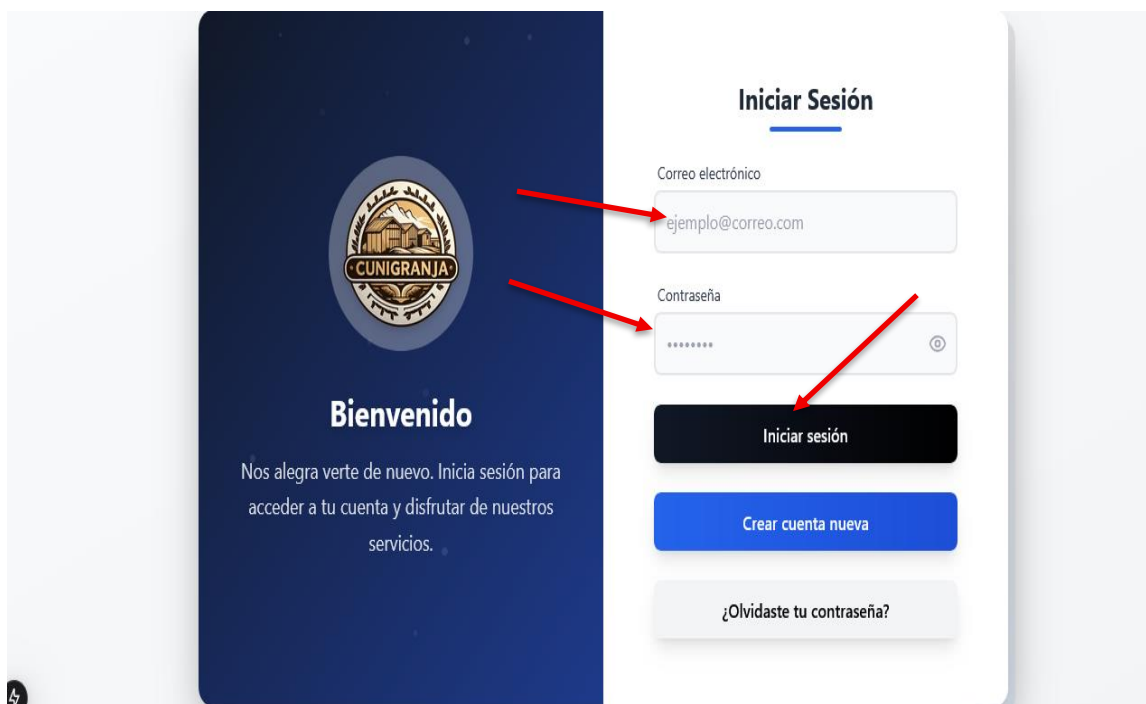 CUNIGRANJA
Bienvenido
Nos alegra verte de nuevo. Inicia sesión para
acceder a tu cuenta y disfrutar de nuestros
servicios.
Iniciar Sesión
Correo electrónico
ejemplo@correo.com
Contraseña
••••••••
Iniciar sesión
Crear cuenta nueva
¿Olvidaste tu contraseña?